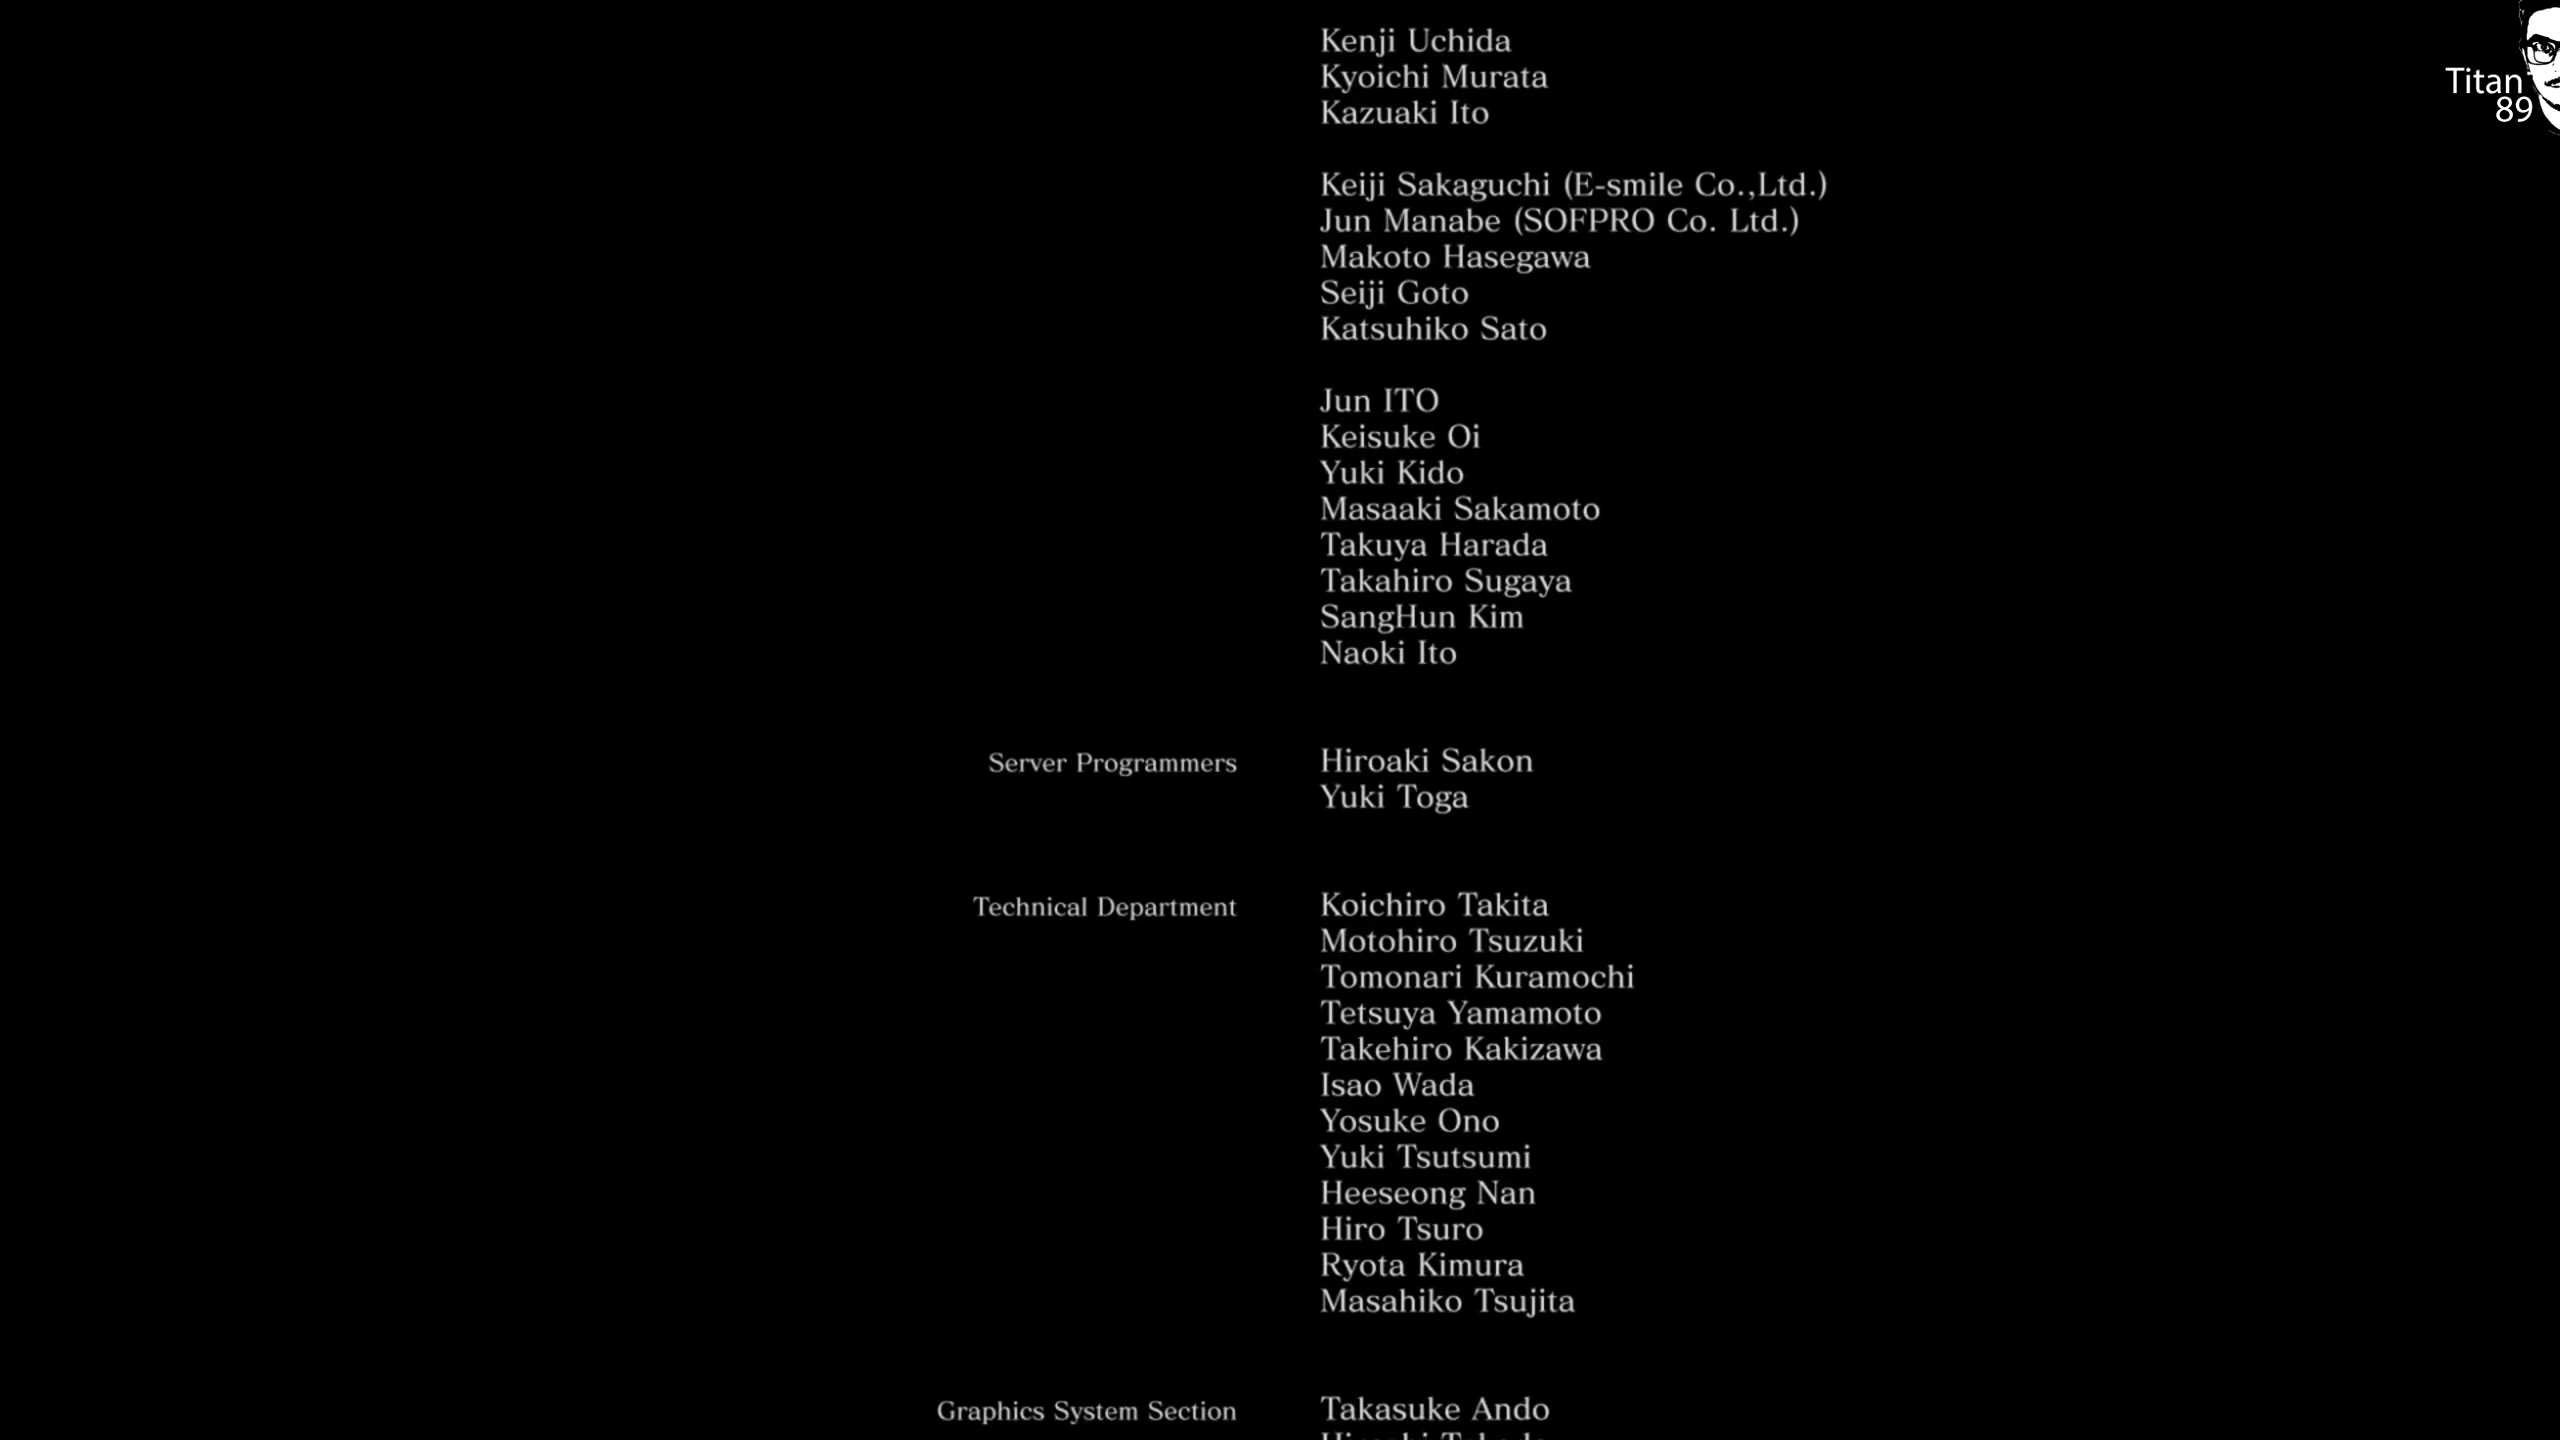 Kenji Uchida
Kyoichi Murata
Kazuaki Ito
Titan
89
Keiji Sakaguchi (E-smile Co.,Ltd.)
Jun Manabe (SOFPRO Co. Ltd.)
Makoto Hasegawa
Seiji Goto
Katsuhiko Sato
Jun ITO
Keisuke Oi
Yuki Kido
Masaaki Sakamoto
Takuya Harada
Takahiro Sugaya
SangHun Kim
Naoki Ito
Server Programmers Hiroaki Sakon
Yuki Toga
Technical Department Koichiro Takita
Motohiro Tsuzuki
Tomonari Kuramochi
Tetsuya Yamamoto
Takehiro Kakizawa
Isao Wada
Yosuke Ono
Yuki Tsutsumi
Heeseong Nan
Hiro Tsuro
Ryota Kimura
Masahiko Tsujita
Graphics System Section Takasuke Ando